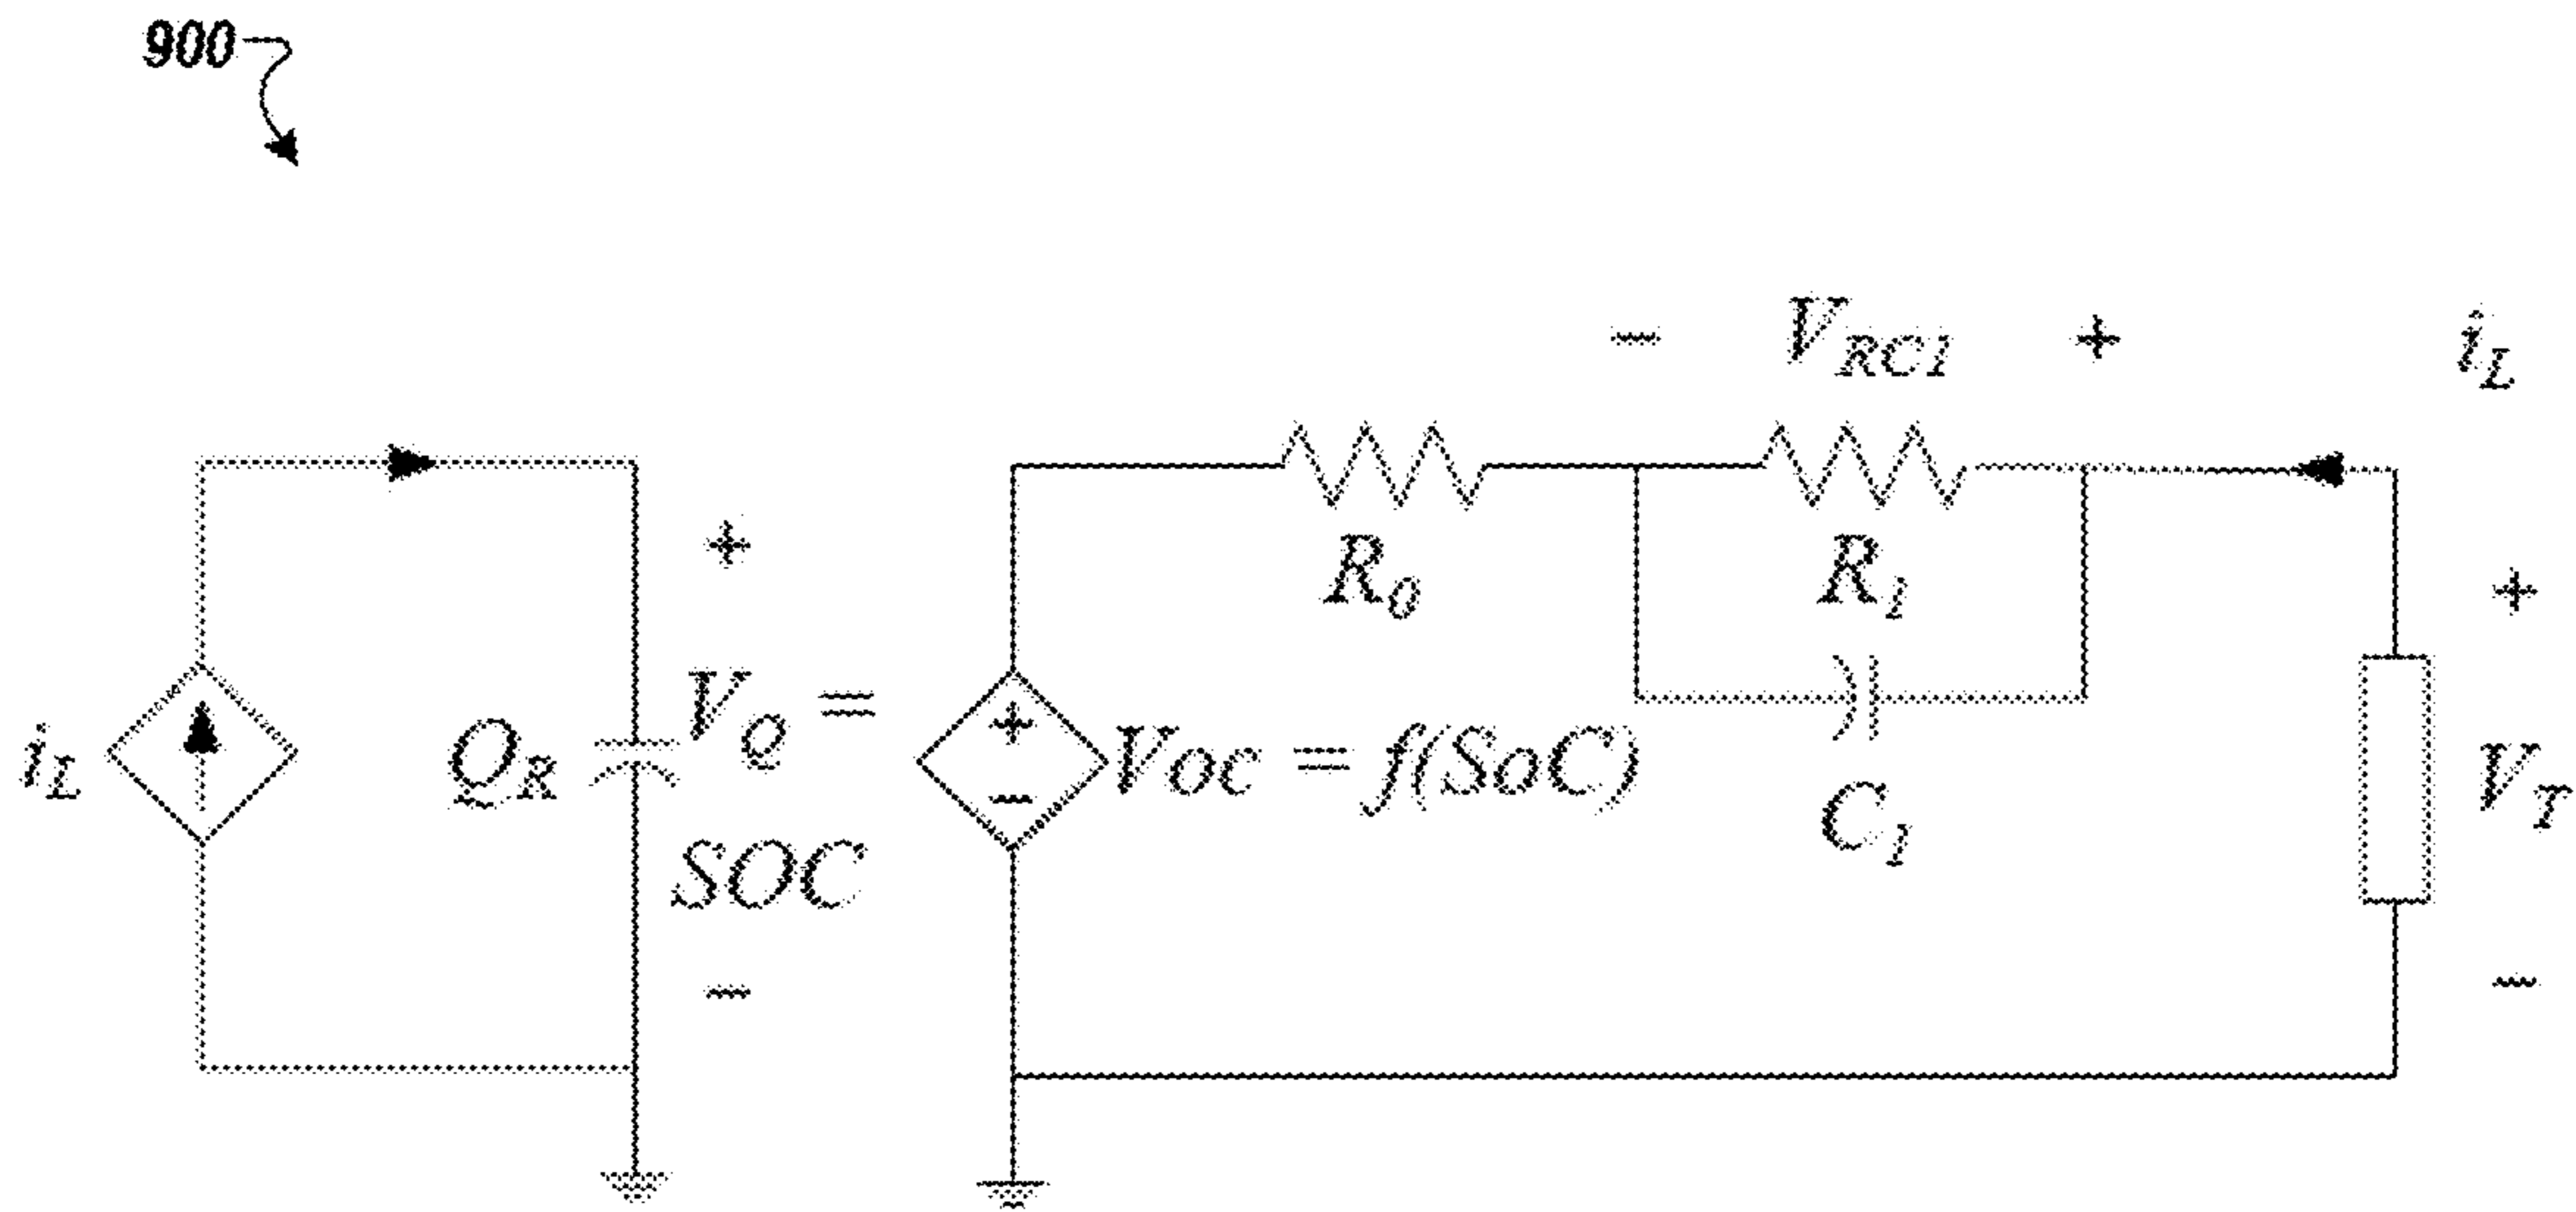 900
− V_RC1 + i_L
R_0 R_1
+
+
i_L Q_R V_Q =
SOC
−
+
−
Voc = f(SoC)
C_1
V_T
−